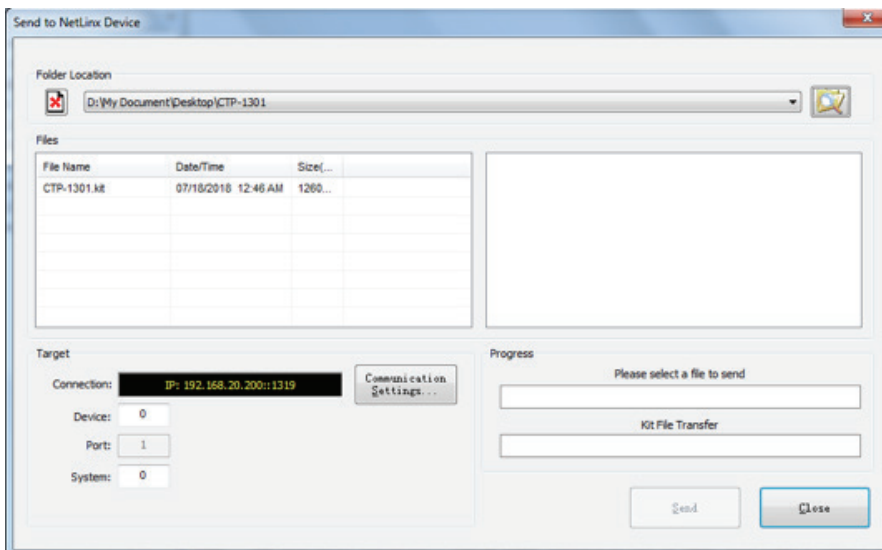 Send to NetLinx Device
Folder Location
D:\My Document\Desktop\CTP-1301
Files
File Name Date/Time Size(...
CTP-1301.kit 07/18/2018 12:46 AM 1260...
Target
Connection: IP: 192.168.20.200::1319
Communication
Settings...
Device: 0
Port: 1
System: 0
Progress
Please select a file to send
Kit File Transfer
Send
Close